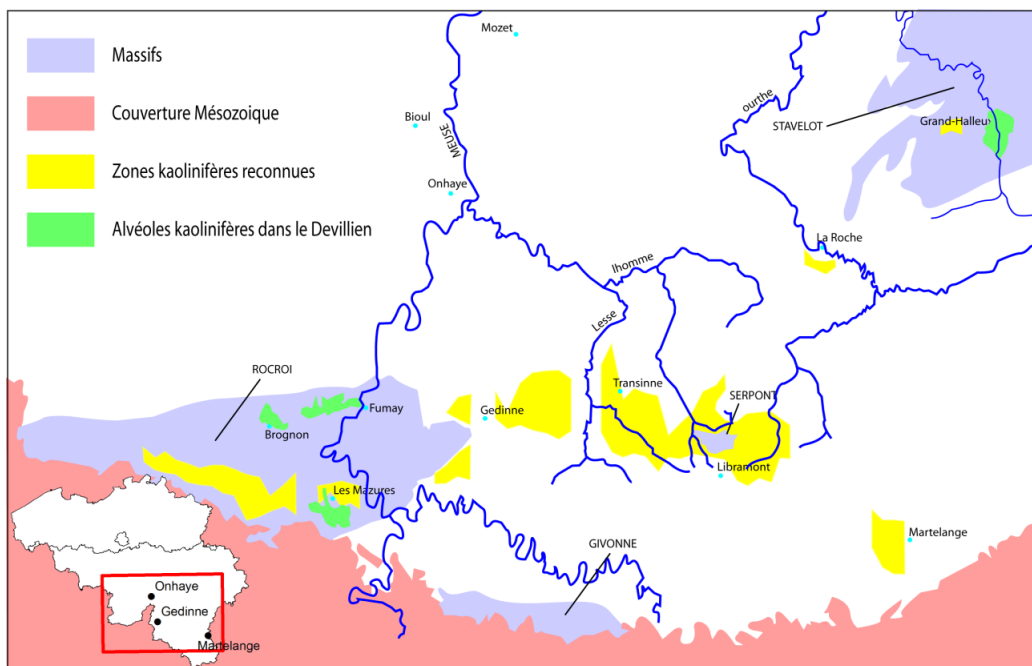 Massifs
Couverture Mésozoique
Zones kaolinifères reconnues
Alvéoles kaolinifères dans le Devillien
Mozet
Bioul
MEUSE
Onhaye
ourthe
STAVELOT
Grand-Halleu
La Roche
lhomme
Lesse
ROCROI
Fumay
Brognon
Gedinne
Transinne
SERPONT
Libramont
Les Mazures
Martelange
GIVONNE
Onhaye
Gedinne
Martelange